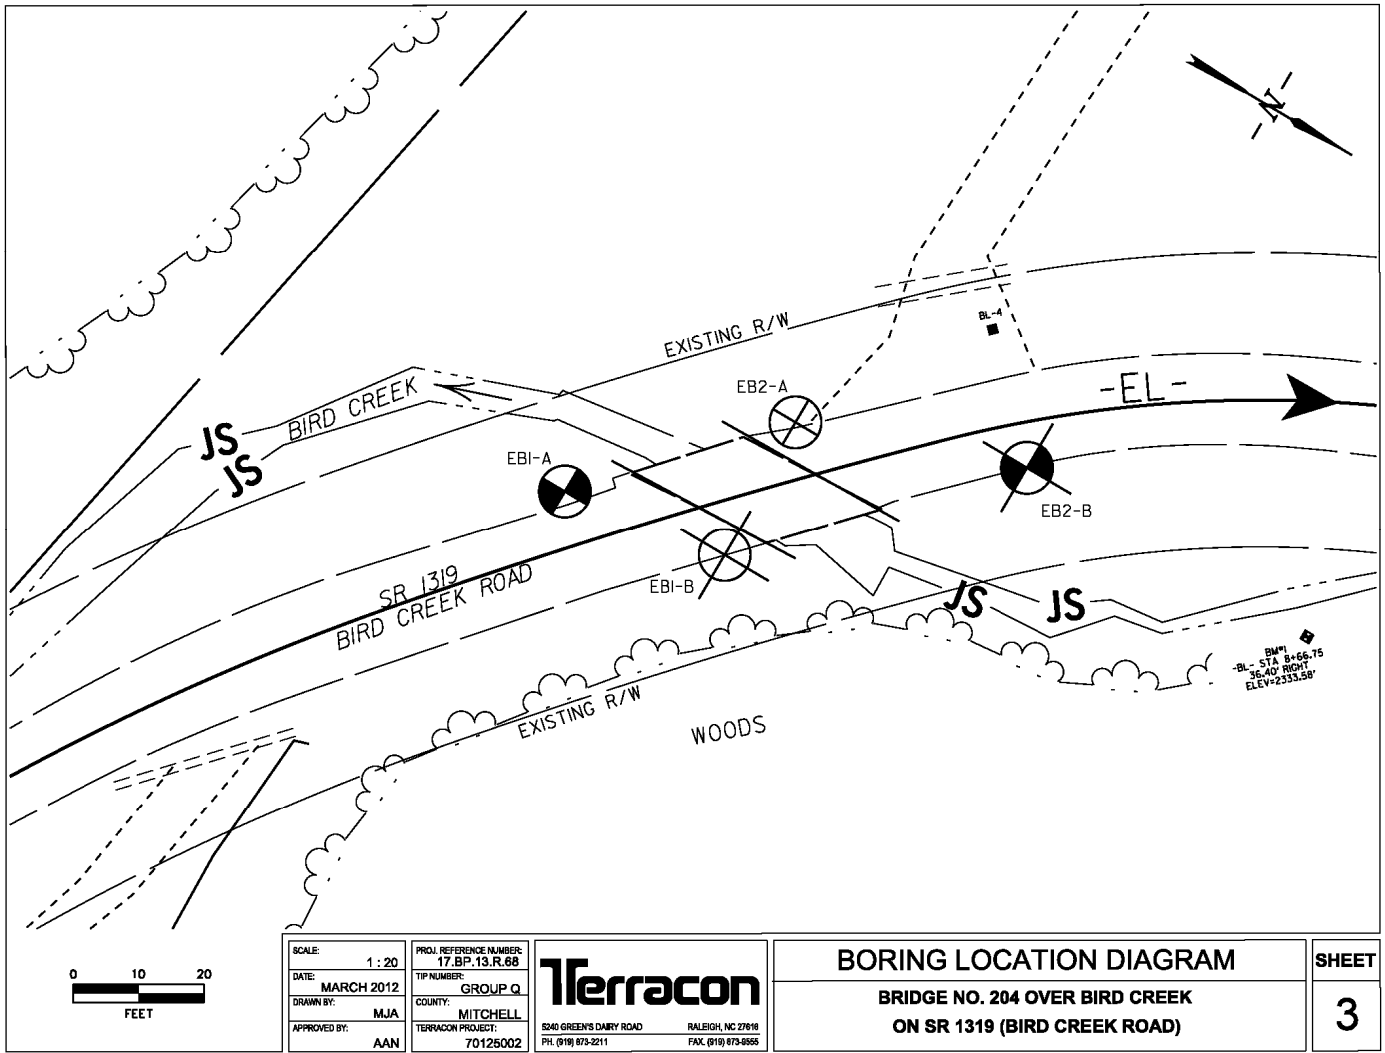 -N-
BL-4
EXISTING R/W
EB2-A
-EL-
BIRD CREEK
JS
JS
EB1-A
EB2-B
EB1-B
SR 1319
BIRD CREEK ROAD
JS
JS
BM#1
-BL- STA 8+66.75
36.40' RIGHT
ELEV=2333.58'
EXISTING R/W
WOODS
0 10 20
FEET
SCALE:
1 : 20
DATE:
MARCH 2012
DRAWN BY:
MJA
APPROVED BY:
AAN
PROJ. REFERENCE NUMBER:
17.BP.13.R.68
TIP NUMBER:
GROUP Q
COUNTY:
MITCHELL
TERRACON PROJECT:
70125002
Terracon
5240 GREEN'S DAIRY ROAD RALEIGH, NC 27616
PH. (919) 873-2211 FAX. (919) 873-9555
BORING LOCATION DIAGRAM
BRIDGE NO. 204 OVER BIRD CREEK
ON SR 1319 (BIRD CREEK ROAD)
SHEET
3